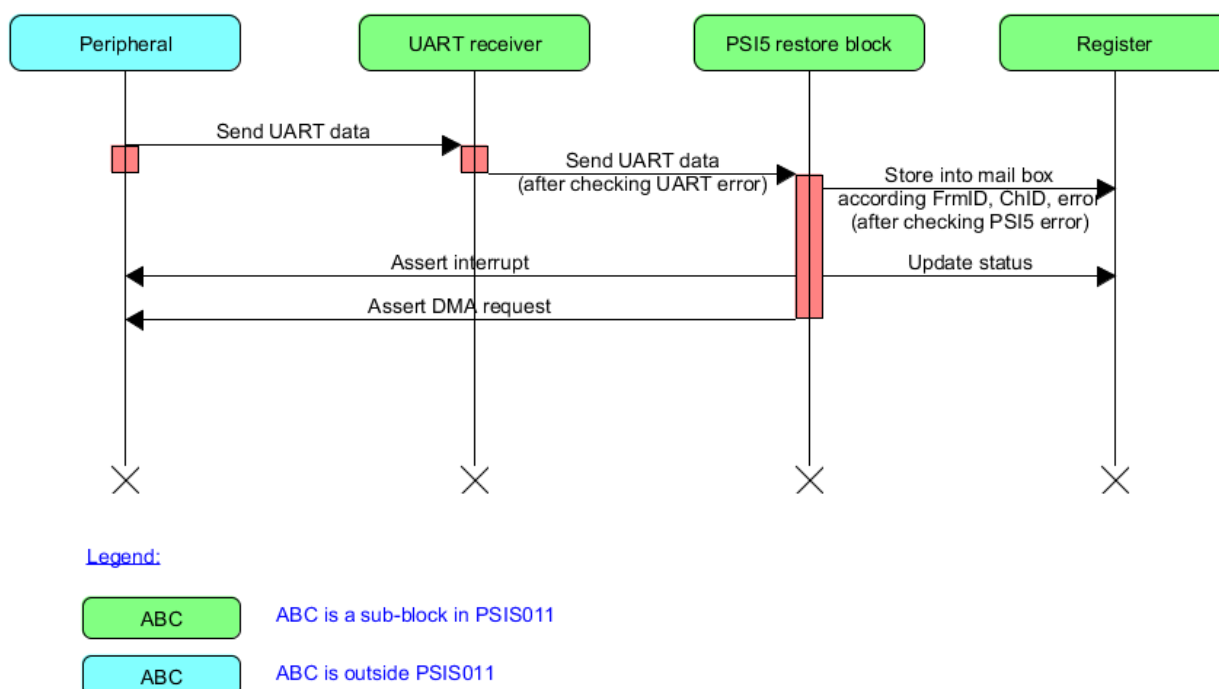 Peripheral
UART receiver
PSI5 restore block
Register
Send UART data
Send UART data
(after checking UART error)
Store into mail box
according FrmID, ChID, error
(after checking PSI5 error)
Assert interrupt
Update status
Assert DMA request
Legend:
ABC
ABC is a sub-block in PSIS011
ABC
ABC is outside PSIS011